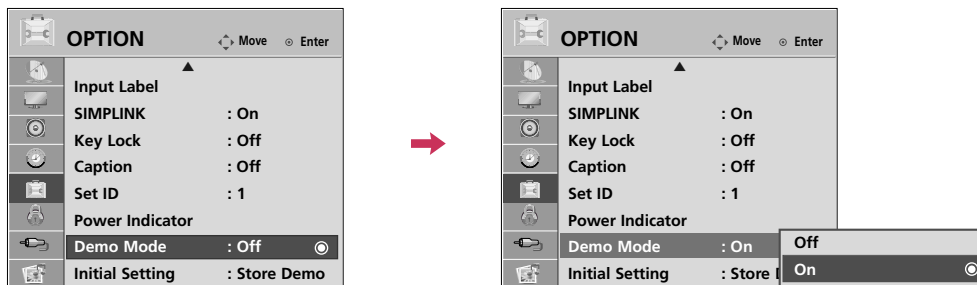 OPTION Move Enter
Input Label
SIMPLINK : On
Key Lock : Off
Caption : Off
Set ID : 1
Power Indicator
Demo Mode : Off
Initial Setting : Store Demo
OPTION Move Enter
Input Label
SIMPLINK : On
Key Lock : Off
Caption : Off
Set ID : 1
Power Indicator
Demo Mode : On
Initial Setting : Store
Off
On